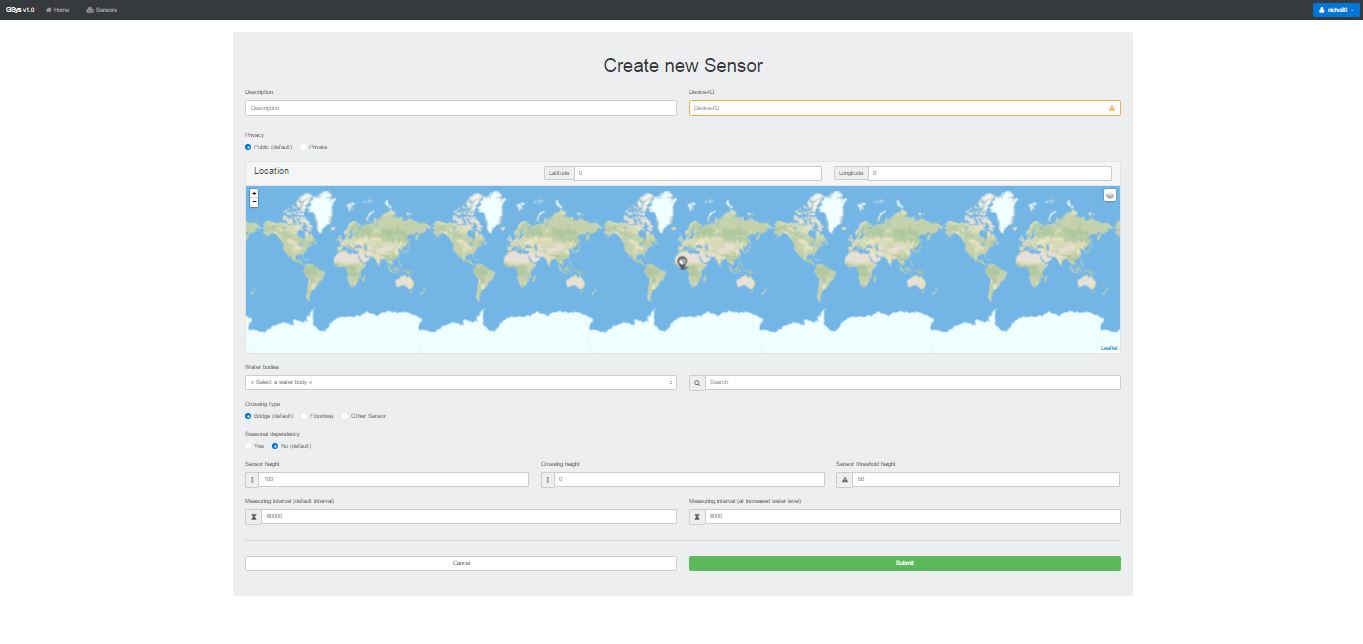 GSys v1.0 Home Sensors nicho90
Create new Sensor
Description Device-ID
Description Device-ID
Privacy
Public (default) Private
Location Latitude 0 Longitude 0
+
−
Leaflet
Water bodies
» Select a water body « Search
Crossing type
Bridge (default) Floodway Other Sensor
Seasonal dependency
Yes No (default)
Sensor height Crossing height Sensor threshold height
100 0 50
Measuring interval (default interval) Measuring interval (at increased water level)
60000 6000
Cancel Submit